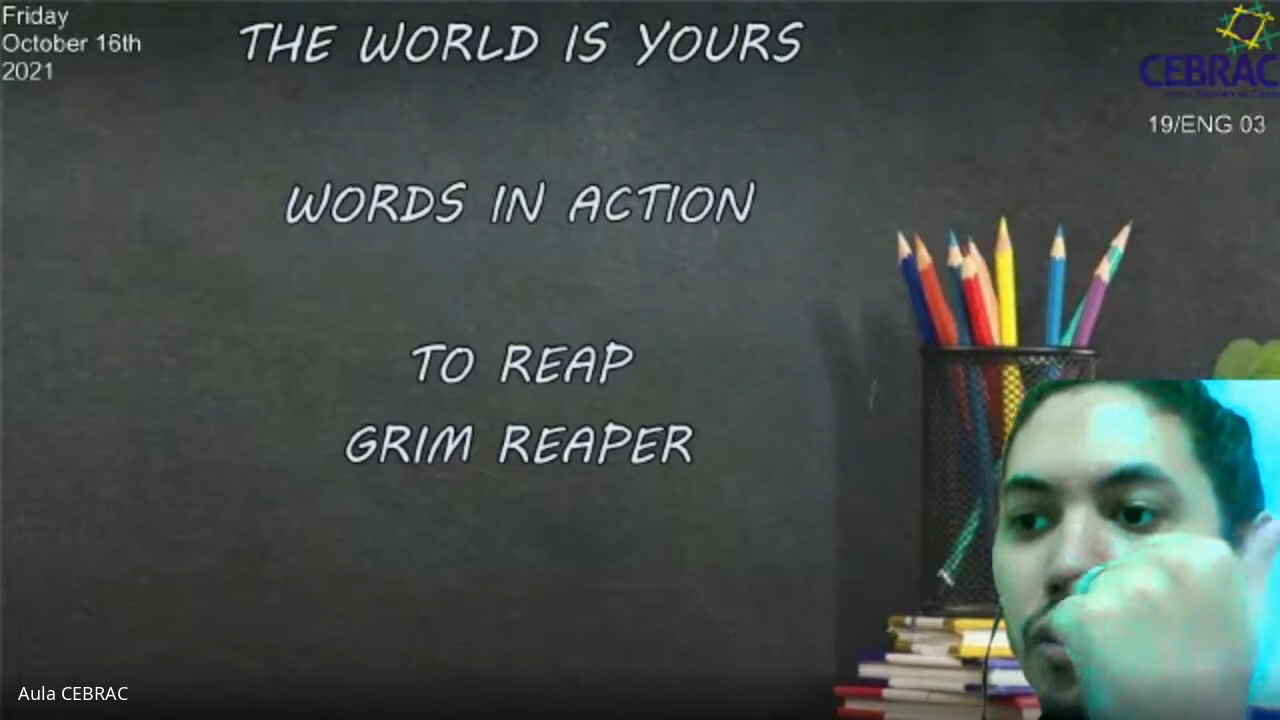 Friday
October 16th
2021
THE WORLD IS YOURS
CEBRAC
19/ENG 03
WORDS IN ACTION
TO REAP
GRIM REAPER
Aula CEBRAC